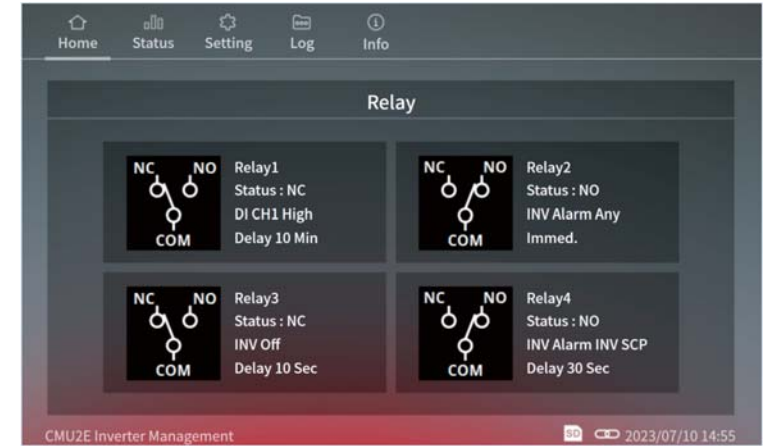 Home Status Setting Log Info
Relay
NC NO
COM
Relay1
Status : NC
DI CH1 High
Delay 10 Min
NC NO
COM
Relay2
Status : NO
INV Alarm Any
Immed.
NC NO
COM
Relay3
Status : NC
INV Off
Delay 10 Sec
NC NO
COM
Relay4
Status : NO
INV Alarm INV SCP
Delay 30 Sec
CMU2E Inverter Management SD 2023/07/10 14:55